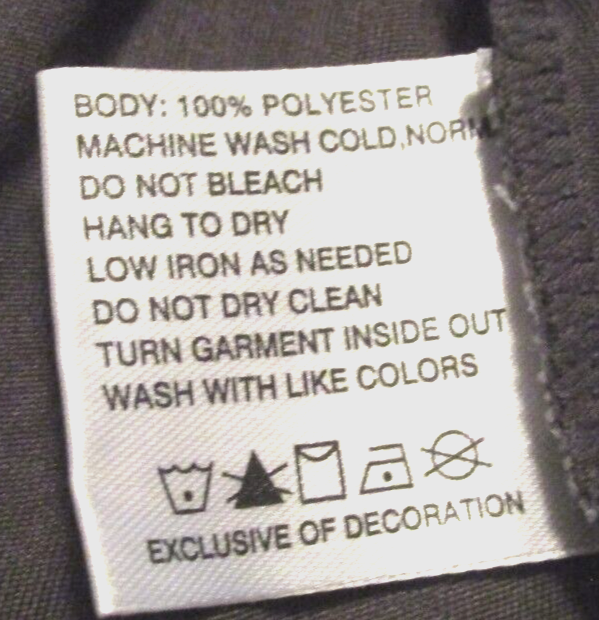 BODY: 100% POLYESTER
MACHINE WASH COLD,NORM
DO NOT BLEACH
HANG TO DRY
LOW IRON AS NEEDED
DO NOT DRY CLEAN
TURN GARMENT INSIDE OUT
WASH WITH LIKE COLORS
EXCLUSIVE OF DECORATION